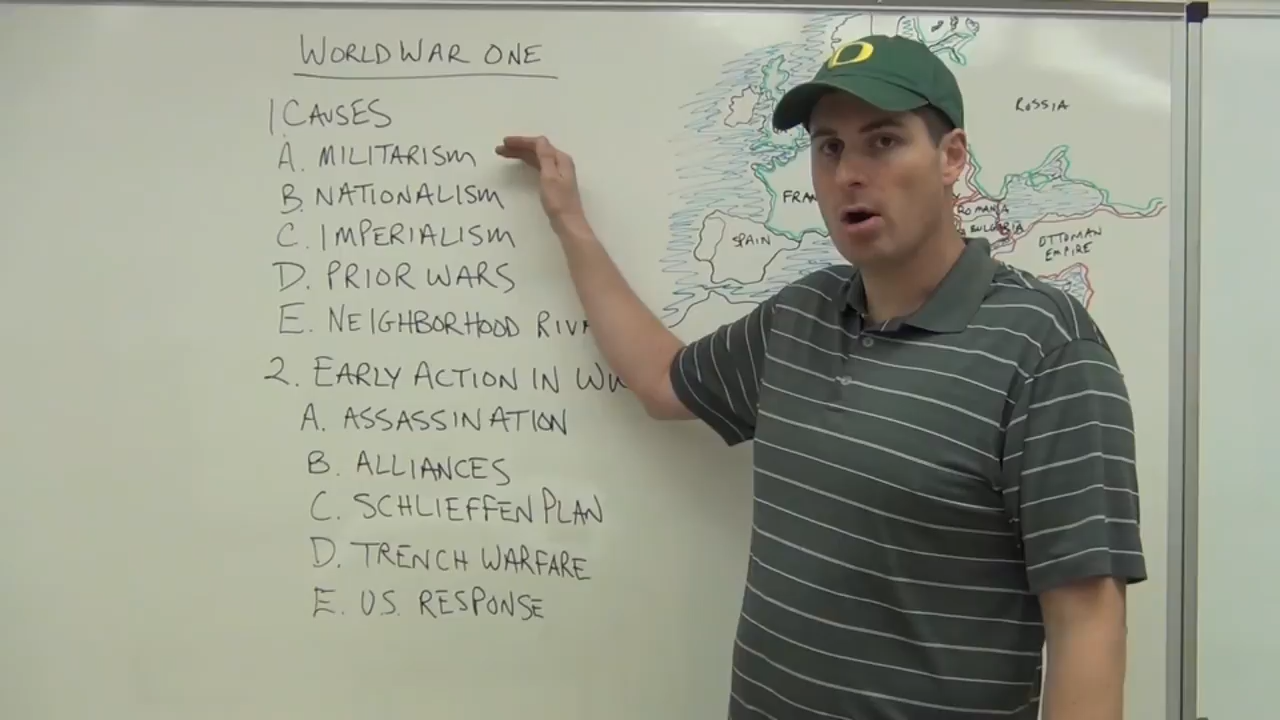 WORLD WAR ONE
1 CAUSES
A. MILITARISM
B. NATIONALISM
C. IMPERIALISM
D. PRIOR WARS
E. NEIGHBORHOOD
2. EARLY ACTION IN
A. ASSASSINATION
B. ALLIANCES
C. SCHLIEFFEN PLAN
D. TRENCH WARFARE
E. U.S. RESPONSE
O
RUSSIA
SPAIN
ROMANIA
BULGARIA
OTTOMAN
EMPIRE